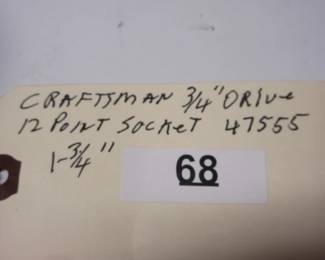 CRAFTSMAN 3/4" DRIVE
12 POINT SOCKET 47555
1-3/4"
68